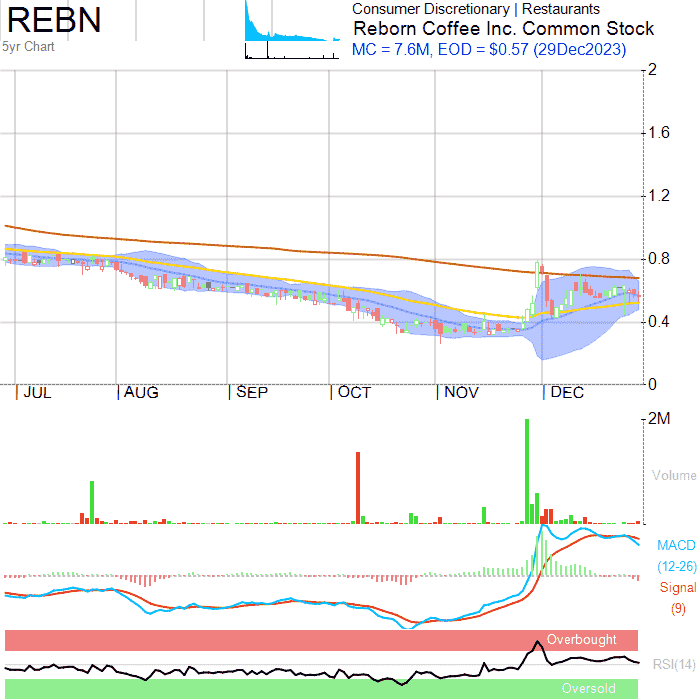 REBN
5yr Chart
Consumer Discretionary | Restaurants
Reborn Coffee Inc. Common Stock
MC = 7.6M, EOD = $0.57 (29Dec2023)
2
1.6
1.2
0.8
0.4
0
JUL AUG SEP OCT NOV DEC
2M
Volume
MACD
(12-26)
Signal
(9)
Overbought
RSI(14)
Oversold